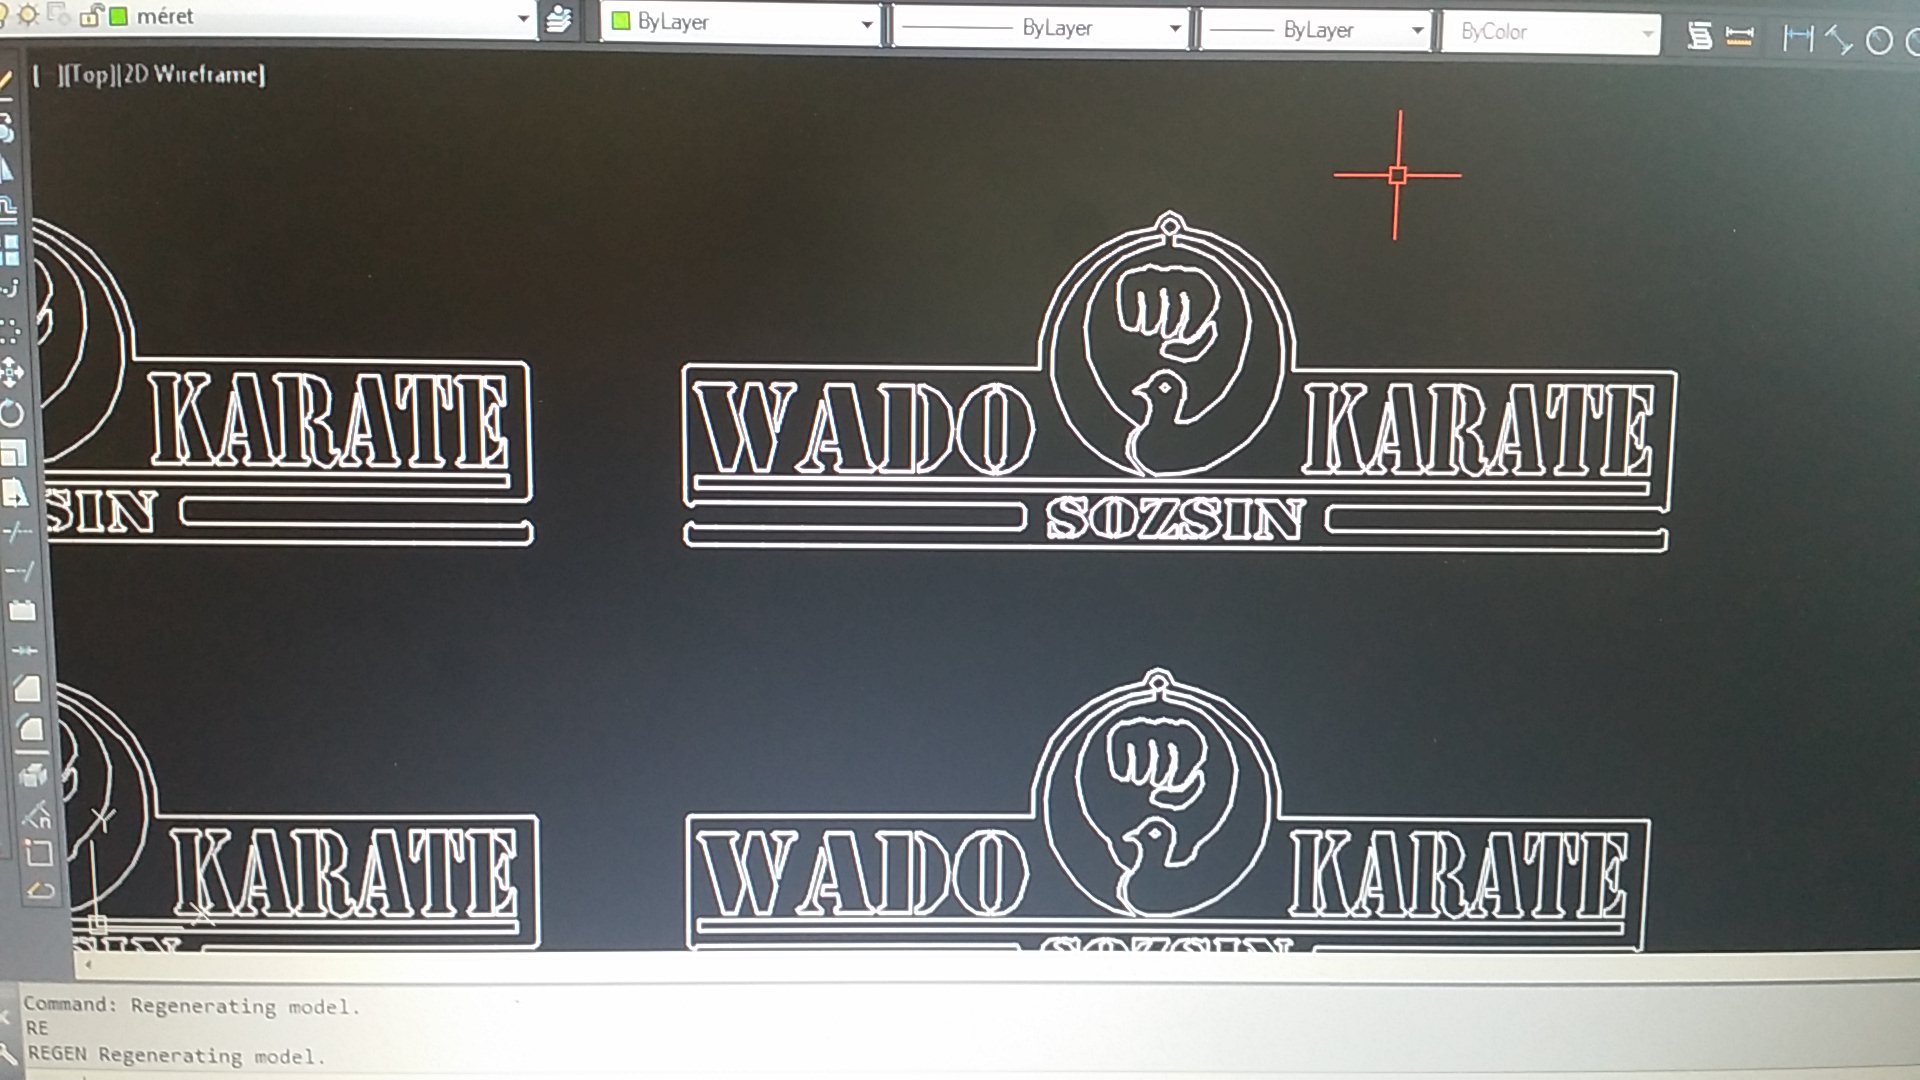 méret
ByLayer
ByLayer
ByLayer
ByColor
[ ][Top][2D Wireframe]
KARATE
SIN
WADO KARATE
SOZSIN
KARATE
WADO KARATE
SOZSIN
Command: Regenerating model.
RE
REGEN Regenerating model.